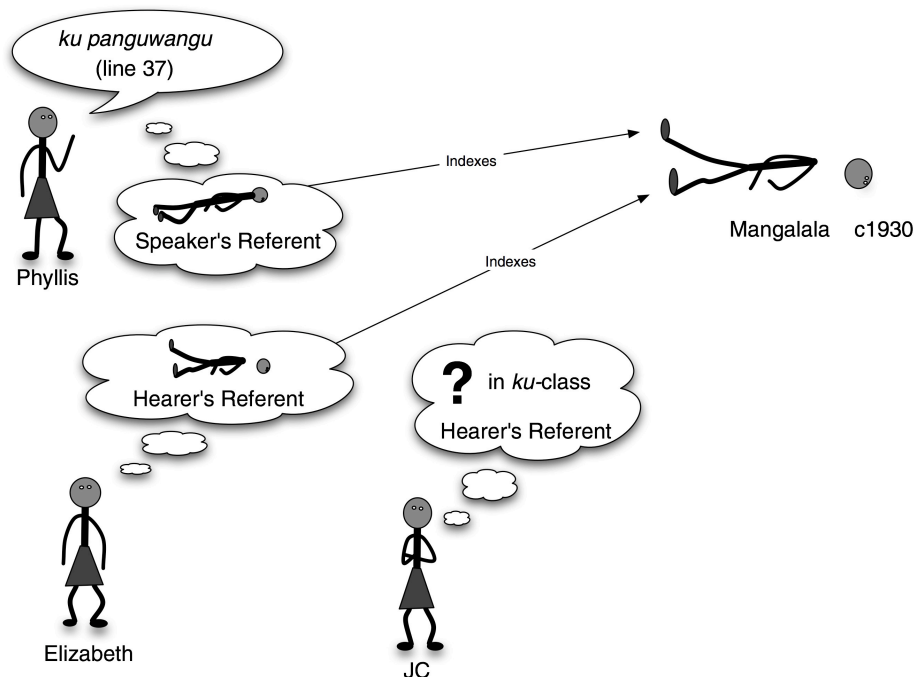 ku panguwangu
(line 37)
Indexes
Speaker's Referent
Mangalala c1930
Phyllis
Indexes
Hearer's Referent
? in ku-class
Hearer's Referent
Elizabeth
JC